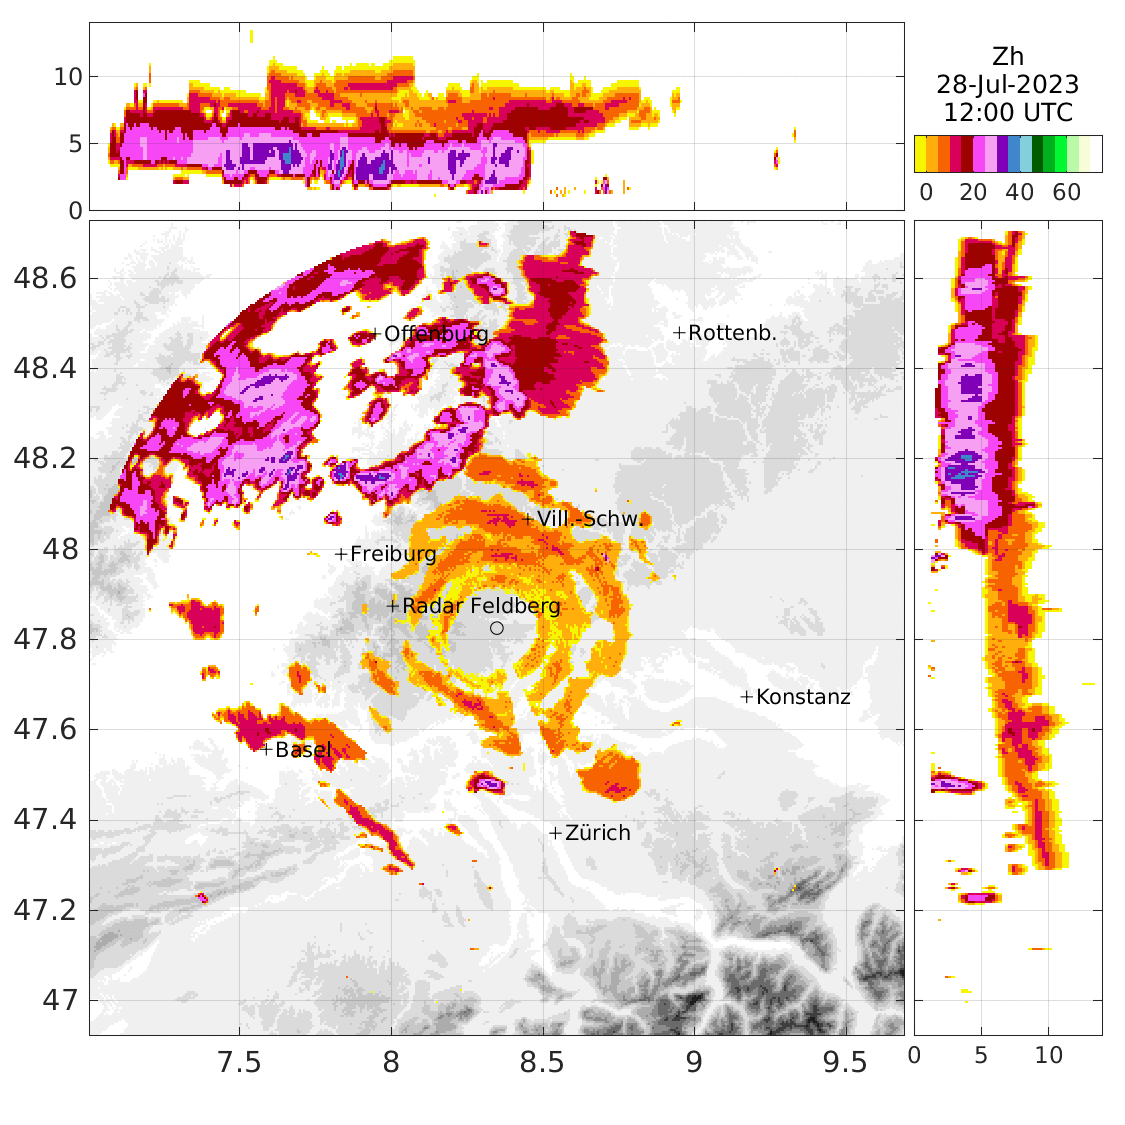 10
5
0
Zh
28-Jul-2023
12:00 UTC
0 20 40 60
48.6
48.4
48.2
48
47.8
47.6
47.4
47.2
47
+Offenburg
+Rottenb.
+Vill.-Schw.
+Freiburg
+Radar Feldberg
+Konstanz
+Basel
+Zürich
7.5 8 8.5 9 9.5
0 5 10